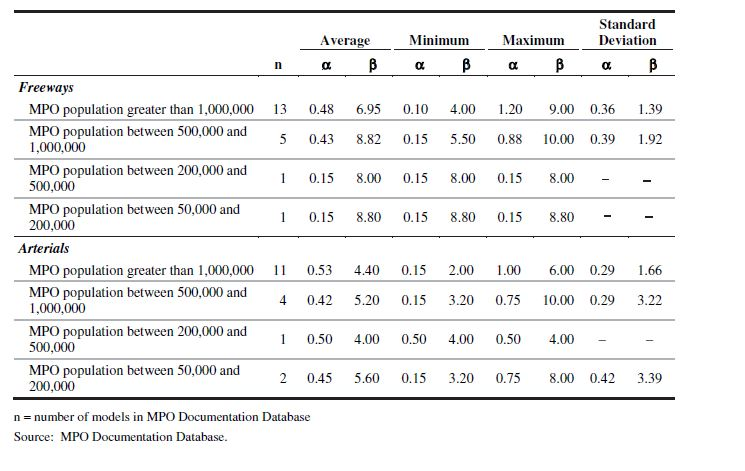 Standard
Average Minimum Maximum Deviation
n α β α β α β α β
Freeways
MPO population greater than 1,000,000 13 0.48 6.95 0.10 4.00 1.20 9.00 0.36 1.39
MPO population between 500,000 and
1,000,000 5 0.43 8.82 0.15 5.50 0.88 10.00 0.39 1.92
MPO population between 200,000 and
500,000 1 0.15 8.00 0.15 8.00 0.15 8.00 – –
MPO population between 50,000 and
200,000 1 0.15 8.80 0.15 8.80 0.15 8.80 – –
Arterials
MPO population greater than 1,000,000 11 0.53 4.40 0.15 2.00 1.00 6.00 0.29 1.66
MPO population between 500,000 and
1,000,000 4 0.42 5.20 0.15 3.20 0.75 10.00 0.29 3.22
MPO population between 200,000 and
500,000 1 0.50 4.00 0.50 4.00 0.50 4.00 – –
MPO population between 50,000 and
200,000 2 0.45 5.60 0.15 3.20 0.75 8.00 0.42 3.39
n = number of models in MPO Documentation Database
Source: MPO Documentation Database.